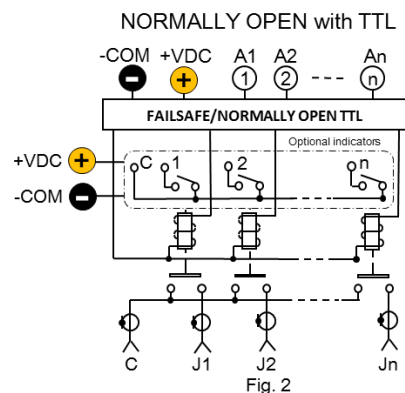 NORMALLY OPEN with TTL
-COM +VDC A1 A2 An
1 2 n
FAILSAFE/NORMALLY OPEN TTL
Optional indicators
+VDC
C 1 2 n
-COM
C J1 J2 Jn
Fig. 2